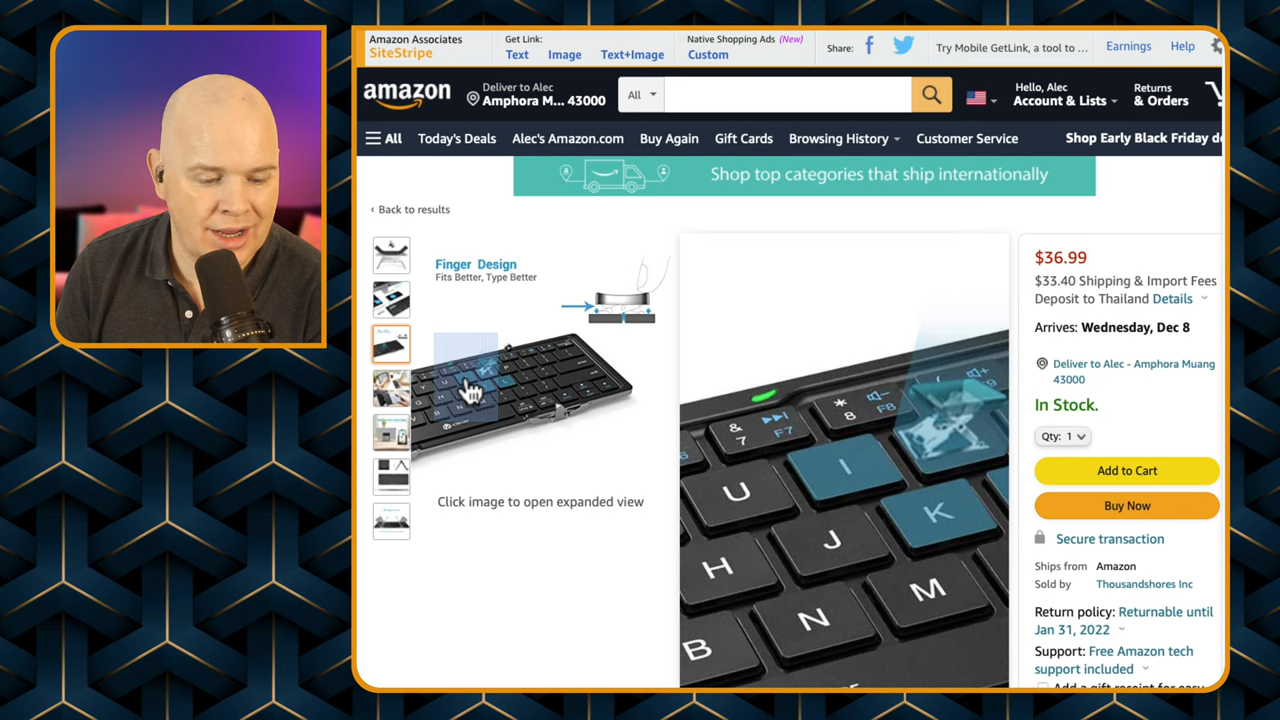 Amazon Associates
SiteStripe
Get Link:
Text Image Text+Image
Native Shopping Ads (New)
Custom
Share:
Try Mobile GetLink, a tool to ...
Earnings Help
amazon
Deliver to Alec
Amphora M... 43000
All
Hello, Alec
Account & Lists
Returns
& Orders
All Today's Deals Alec's Amazon.com Buy Again Gift Cards Browsing History Customer Service Shop Early Black Friday
Shop top categories that ship internationally
‹ Back to results
Finger Design
Fits Better, Type Better
Click image to open expanded view
& 7 F7
* 8 F8
U I
H J K
B N M
$36.99
$33.40 Shipping & Import Fees
Deposit to Thailand Details
Arrives: Wednesday, Dec 8
Deliver to Alec - Amphora Muang
43000
In Stock.
Qty: 1
Add to Cart
Buy Now
Secure transaction
Ships from Amazon
Sold by Thousandshores Inc
Return policy: Returnable until
Jan 31, 2022
Support: Free Amazon tech
support included